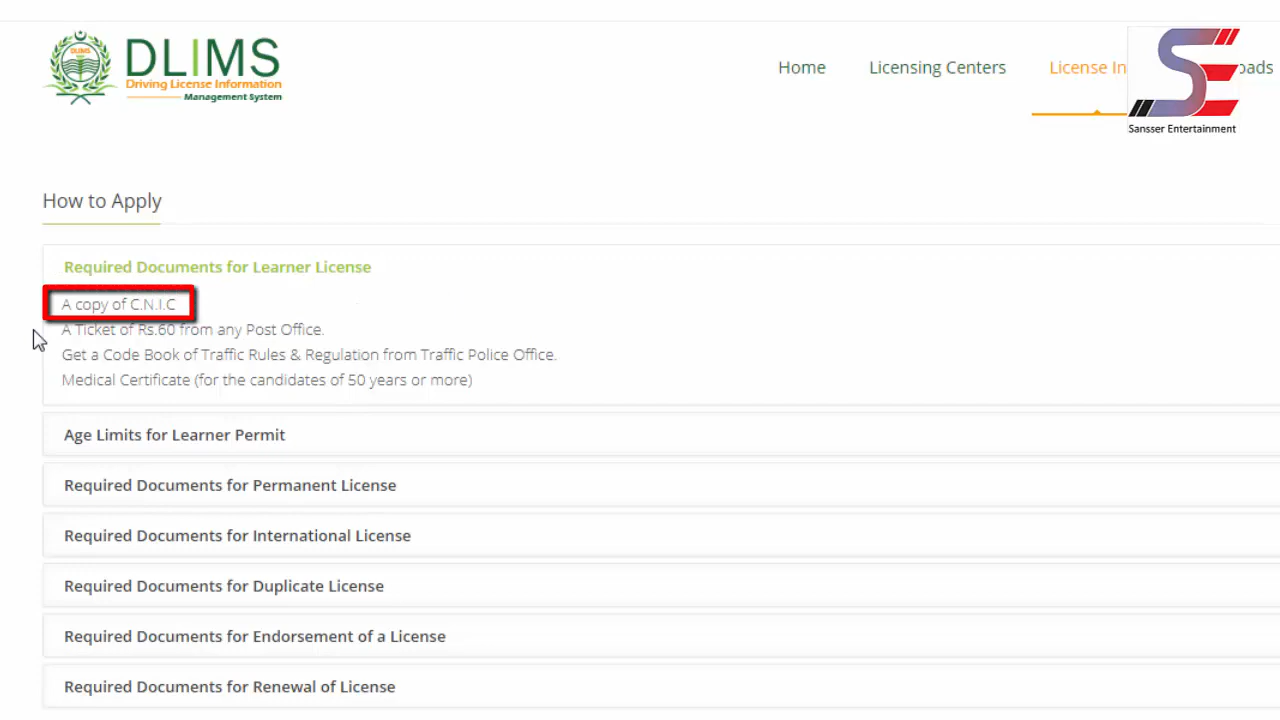 DLIMS
DLIMS
Driving License Information
Management System
Home
Licensing Centers
License In
oads
Sansser Entertainment
How to Apply
Required Documents for Learner License
A copy of C.N.I.C
A Ticket of Rs.60 from any Post Office.
Get a Code Book of Traffic Rules & Regulation from Traffic Police Office.
Medical Certificate (for the candidates of 50 years or more)
Age Limits for Learner Permit
Required Documents for Permanent License
Required Documents for International License
Required Documents for Duplicate License
Required Documents for Endorsement of a License
Required Documents for Renewal of License